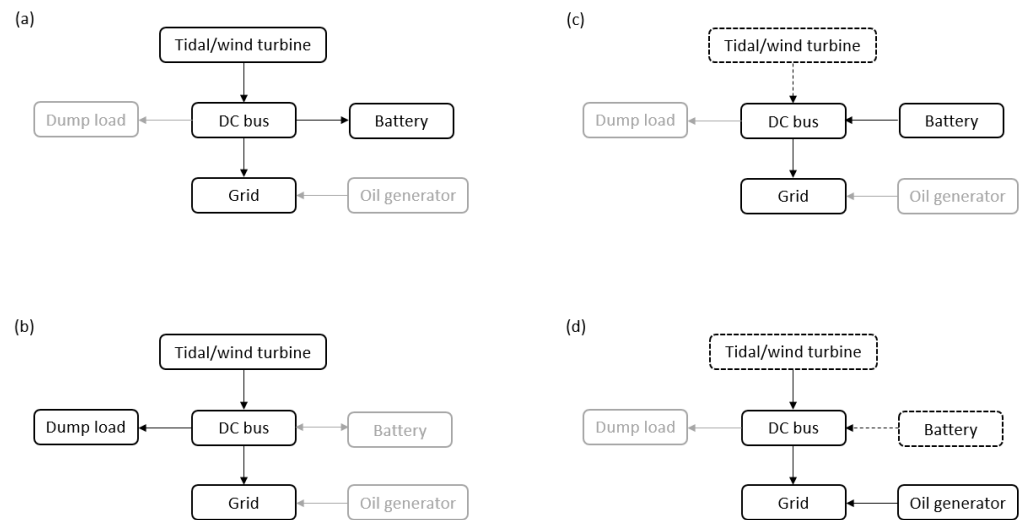 (a)
Tidal/wind turbine
Dump load
DC bus
Battery
Grid
Oil generator
(c)
Tidal/wind turbine
Dump load
DC bus
Battery
Grid
Oil generator
(b)
Tidal/wind turbine
Dump load
DC bus
Battery
Grid
Oil generator
(d)
Tidal/wind turbine
Dump load
DC bus
Battery
Grid
Oil generator